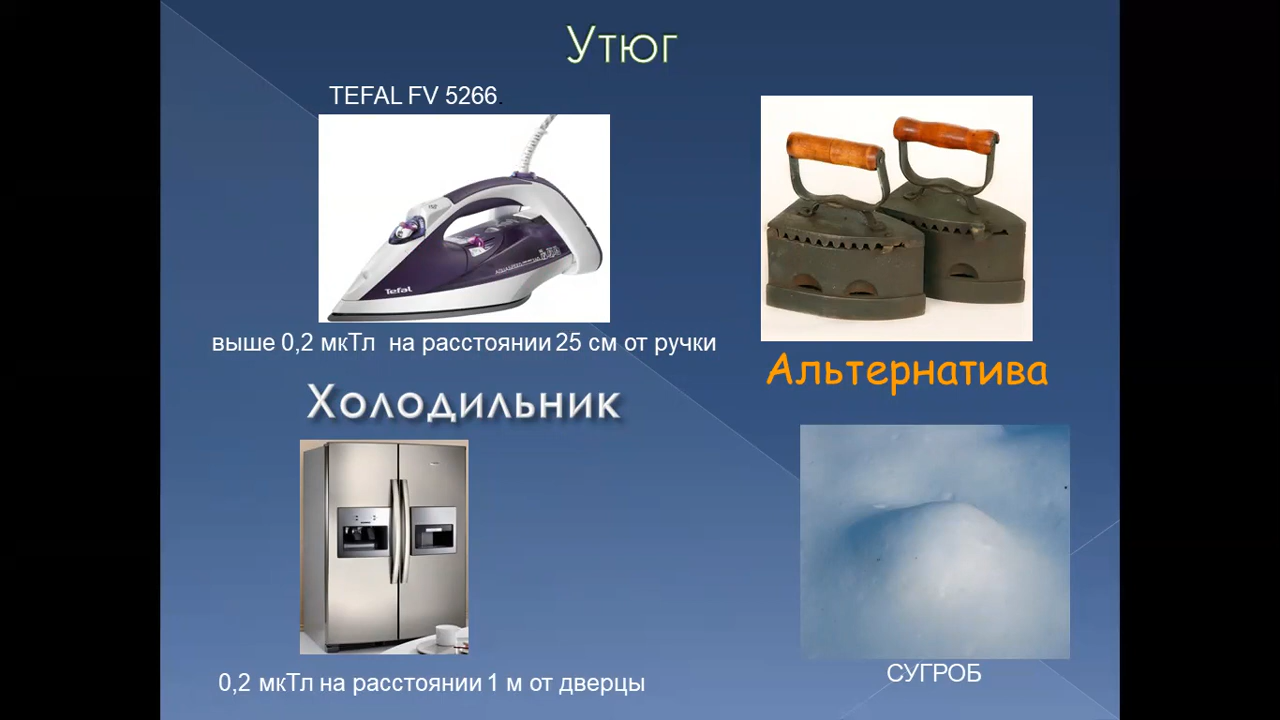 Утюг
TEFAL FV 5266.
Tefal
выше 0,2 мкТл на расстоянии 25 см от ручки
Альтернатива
Холодильник
СУГРОБ
0,2 мкТл на расстоянии 1 м от дверцы